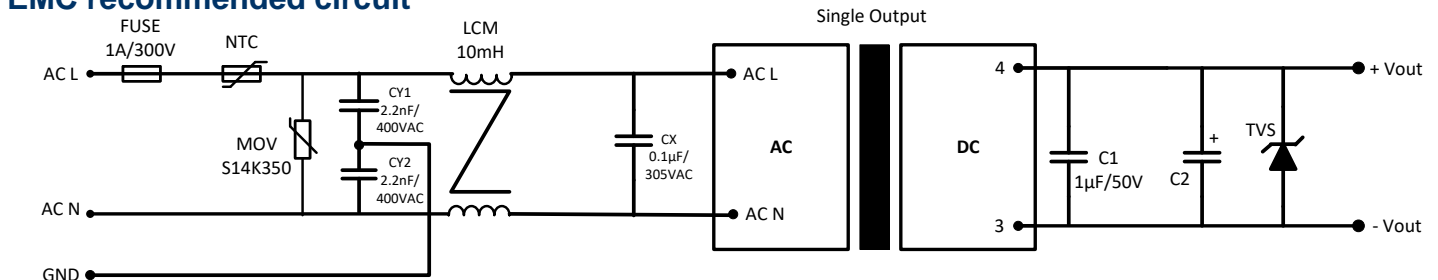 EMC recommended circuit
Single Output
FUSE
1A/300V
NTC
LCM
10mH
AC L
AC L
4
+ Vout
CY1
2.2nF/
400VAC
MOV
S14K350
CX
0.1µF/
305VAC
AC
DC
C1
1µF/50V
+
C2
TVS
CY2
2.2nF/
400VAC
AC N
AC N
3
- Vout
GND